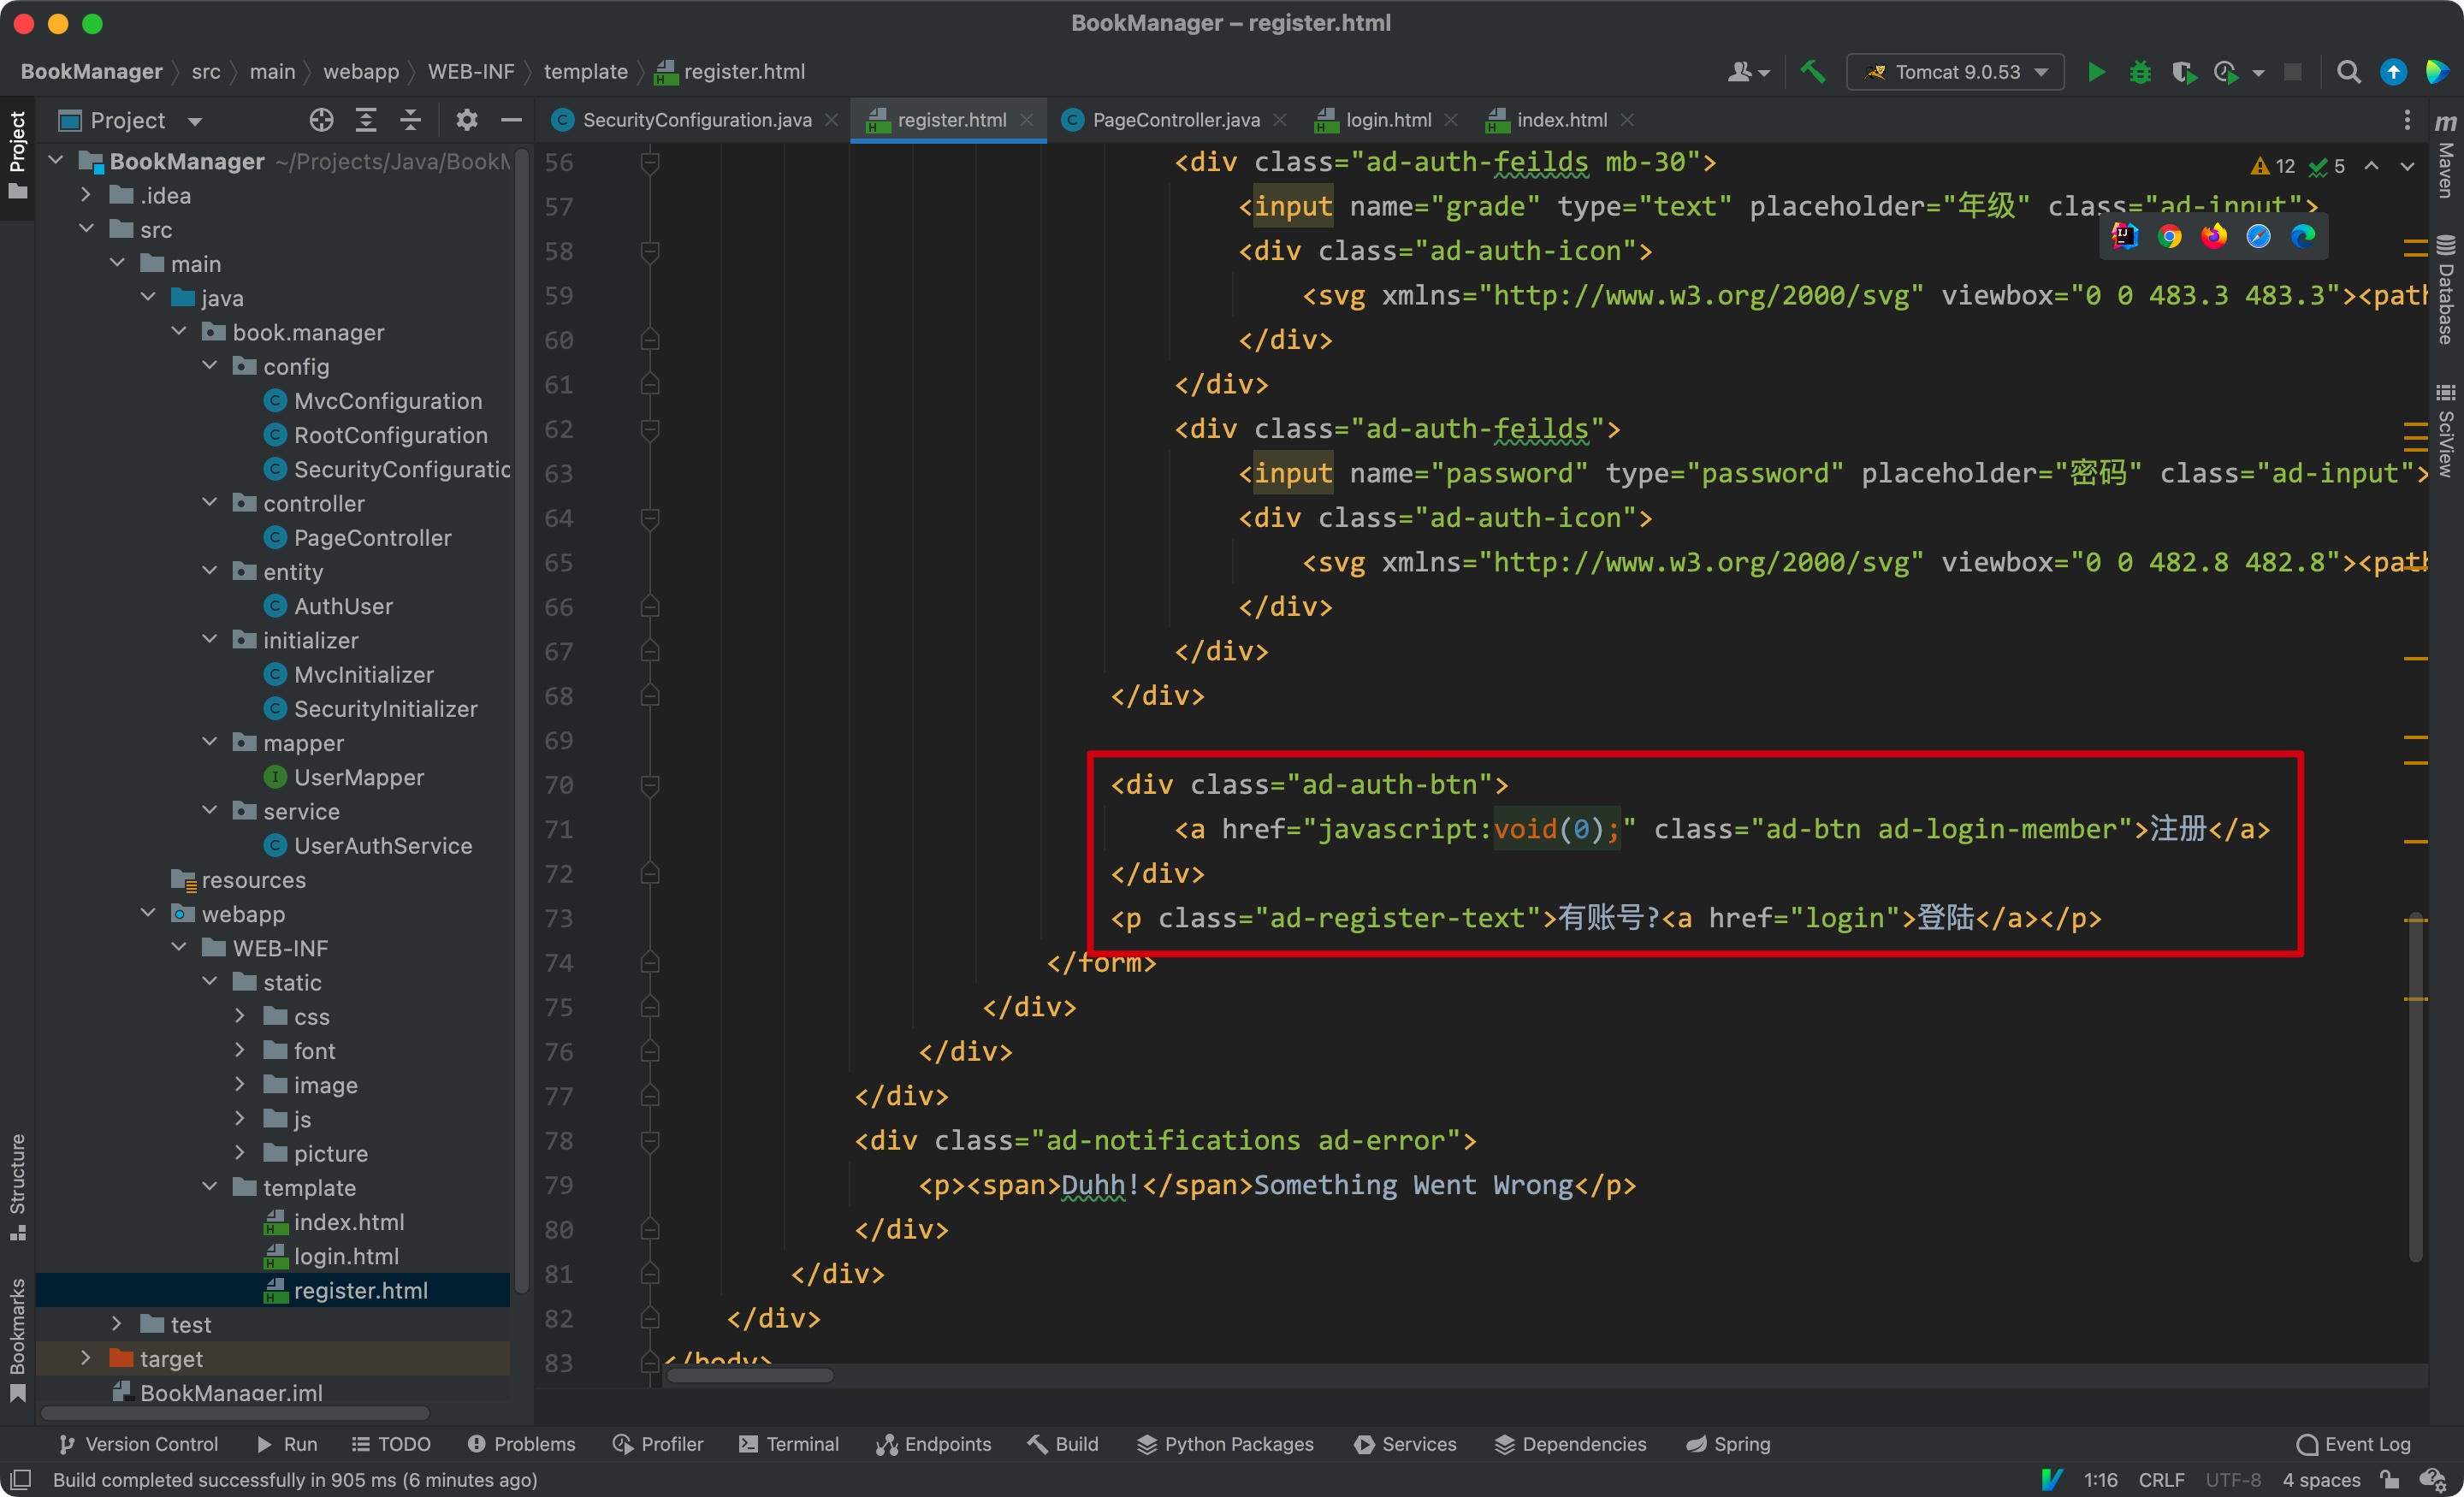 BookManager – register.html
BookManager
src
main
webapp
WEB-INF
template
register.html
Tomcat 9.0.53
Project
Project
SecurityConfiguration.java
register.html
PageController.java
login.html
index.html
m
Maven
Database
SciView
BookManager ~/Projects/Java/BookM
.idea
src
main
java
book.manager
config
MvcConfiguration
RootConfiguration
SecurityConfiguratio
controller
PageController
entity
AuthUser
initializer
MvcInitializer
SecurityInitializer
mapper
UserMapper
service
UserAuthService
resources
webapp
WEB-INF
static
css
font
image
js
picture
template
index.html
login.html
register.html
test
target
BookManager.iml
Structure
Bookmarks
12 5
56 <div class="ad-auth-feilds mb-30">
57 <input name="grade" type="text" placeholder="年级" class="ad-input">
58 <div class="ad-auth-icon">
59 <svg xmlns="http://www.w3.org/2000/svg" viewbox="0 0 483.3 483.3"><path
60 </div>
61 </div>
62 <div class="ad-auth-feilds">
63 <input name="password" type="password" placeholder="密码" class="ad-input">
64 <div class="ad-auth-icon">
65 <svg xmlns="http://www.w3.org/2000/svg" viewbox="0 0 482.8 482.8"><path
66 </div>
67 </div>
68 </div>
69
70 <div class="ad-auth-btn">
71 <a href="javascript:void(0);" class="ad-btn ad-login-member">注册</a>
72 </div>
73 <p class="ad-register-text">有账号?<a href="login">登陆</a></p>
74 </form>
75 </div>
76 </div>
77 </div>
78 <div class="ad-notifications ad-error">
79 <p><span>Duhh!</span>Something Went Wrong</p>
80 </div>
81 </div>
82 </div>
83 </body>
Version Control
Run
TODO
Problems
Profiler
Terminal
Endpoints
Build
Python Packages
Services
Dependencies
Spring
Event Log
Build completed successfully in 905 ms (6 minutes ago)
1:16 CRLF UTF-8 4 spaces